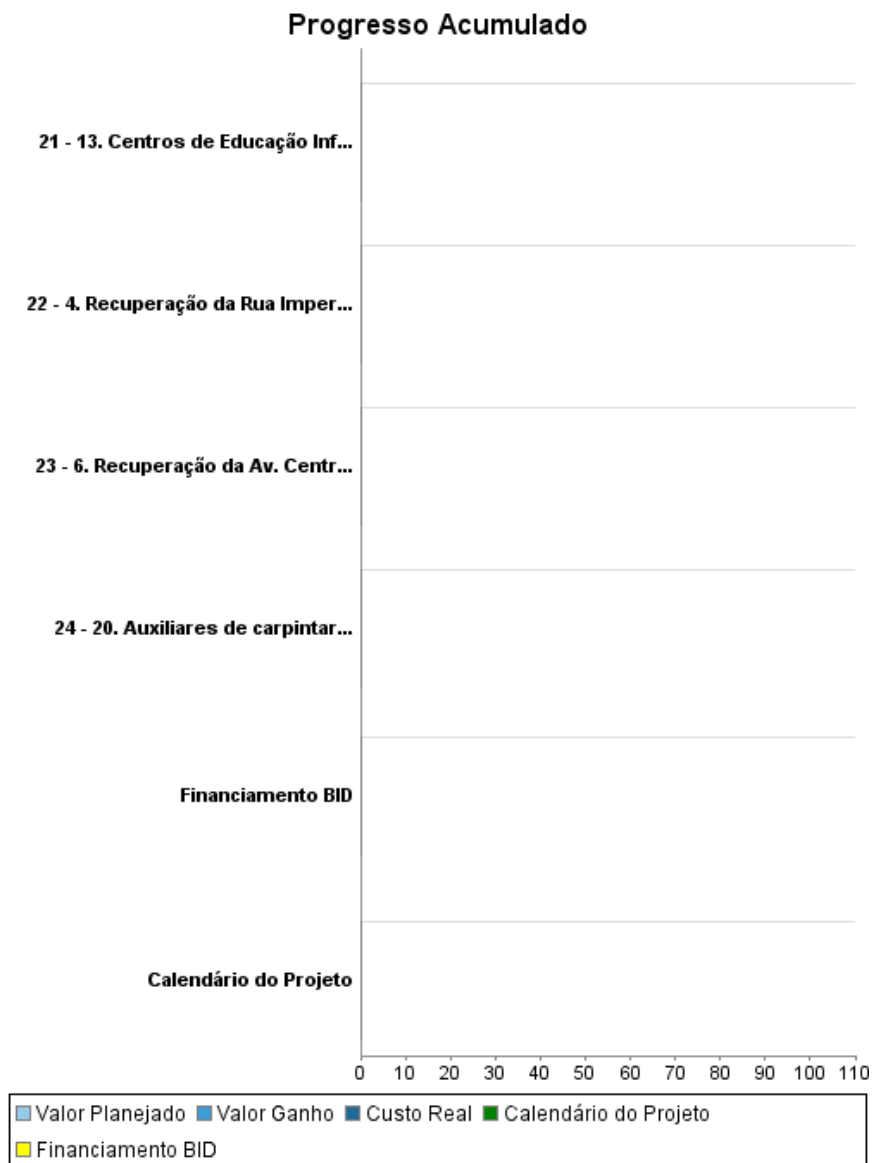 Progresso Acumulado
21 - 13. Centros de Educação Inf...
22 - 4. Recuperação da Rua Imper...
23 - 6. Recuperação da Av. Centr...
24 - 20. Auxiliares de carpintar...
Financiamento BID
Calendário do Projeto
0 10 20 30 40 50 60 70 80 90 100 110
Valor Planejado Valor Ganho Custo Real Calendário do Projeto
Financiamento BID